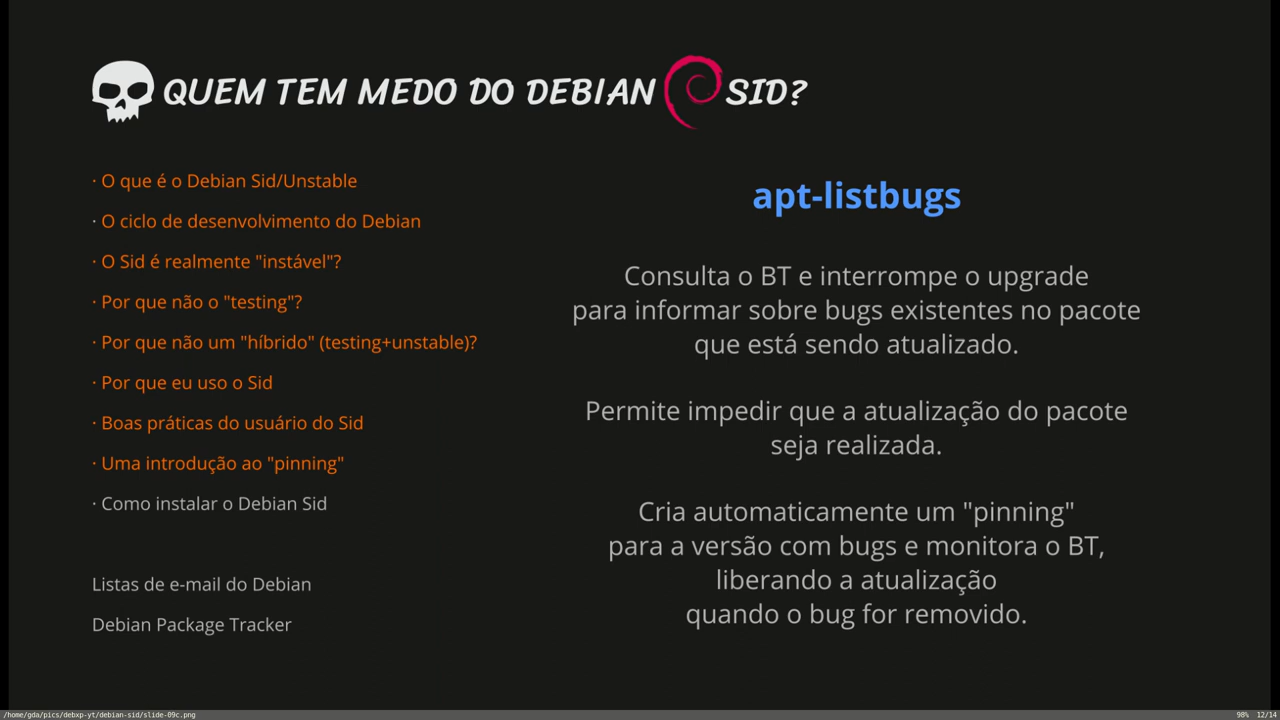 QUEM TEM MEDO DO DEBIAN SID?
· O que é o Debian Sid/Unstable
· O ciclo de desenvolvimento do Debian
· O Sid é realmente "instável"?
· Por que não o "testing"?
· Por que não um "híbrido" (testing+unstable)?
· Por que eu uso o Sid
· Boas práticas do usuário do Sid
· Uma introdução ao "pinning"
· Como instalar o Debian Sid
Listas de e-mail do Debian
Debian Package Tracker
apt-listbugs
Consulta o BT e interrompe o upgrade
para informar sobre bugs existentes no pacote
que está sendo atualizado.
Permite impedir que a atualização do pacote
seja realizada.
Cria automaticamente um "pinning"
para a versão com bugs e monitora o BT,
liberando a atualização
quando o bug for removido.
/home/gda/pics/debxp-yt/debian-sid/slide-09c.png
98% 12/14